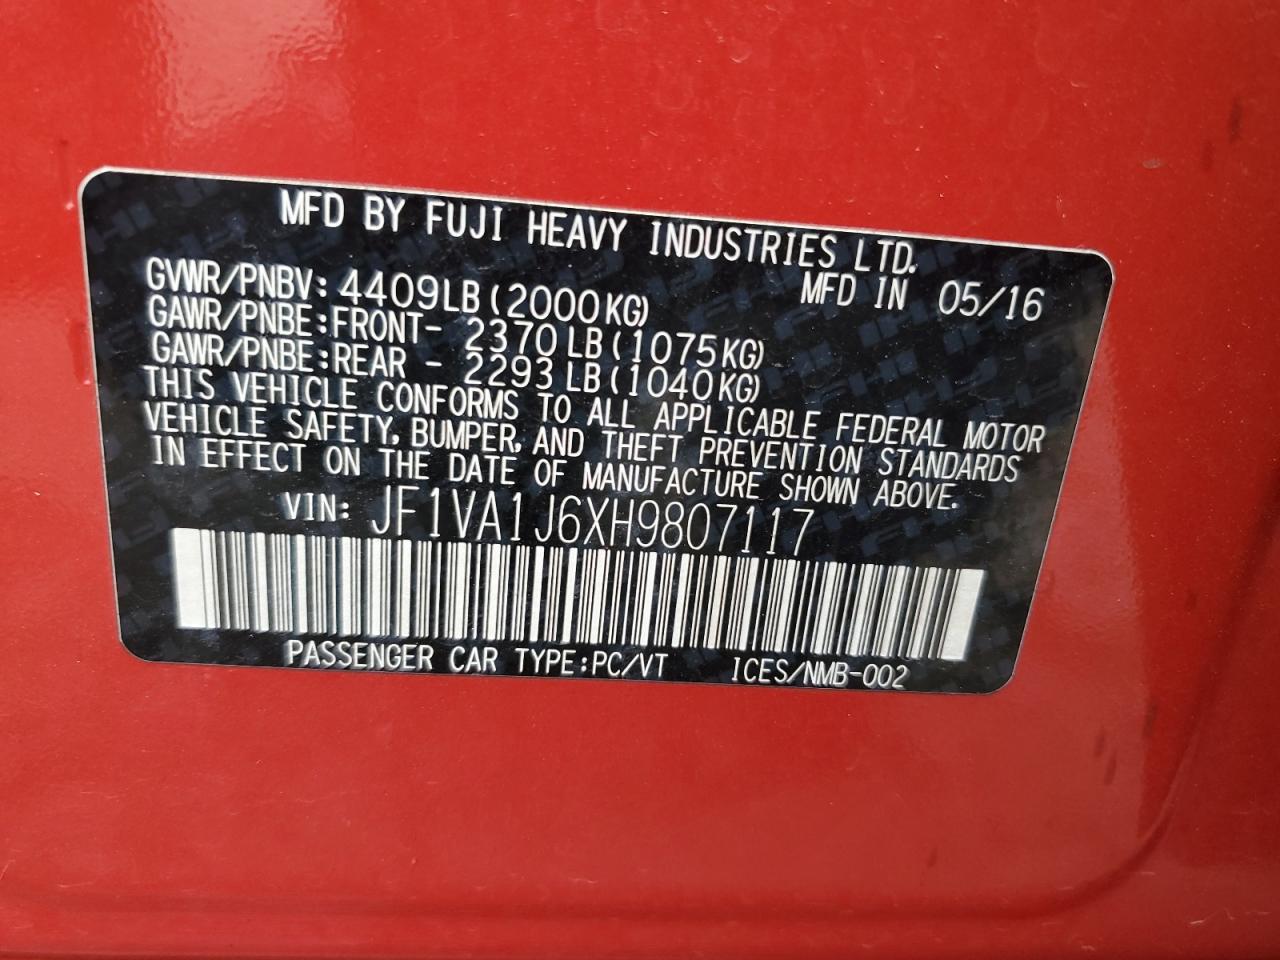 MFD BY FUJI HEAVY INDUSTRIES LTD.
GVWR/PNBV: 4409LB (2000KG) MFD IN 05/16
GAWR/PNBE:FRONT- 2370 LB (1075KG)
GAWR/PNBE:REAR - 2293 LB (1040KG)
THIS VEHICLE CONFORMS TO ALL APPLICABLE FEDERAL MOTOR
VEHICLE SAFETY, BUMPER, AND THEFT PREVENTION STANDARDS
IN EFFECT ON THE DATE OF MANUFACTURE SHOWN ABOVE.
VIN: JF1VA1J6XH9807117
PASSENGER CAR TYPE:PC/VT ICES/NMB-002